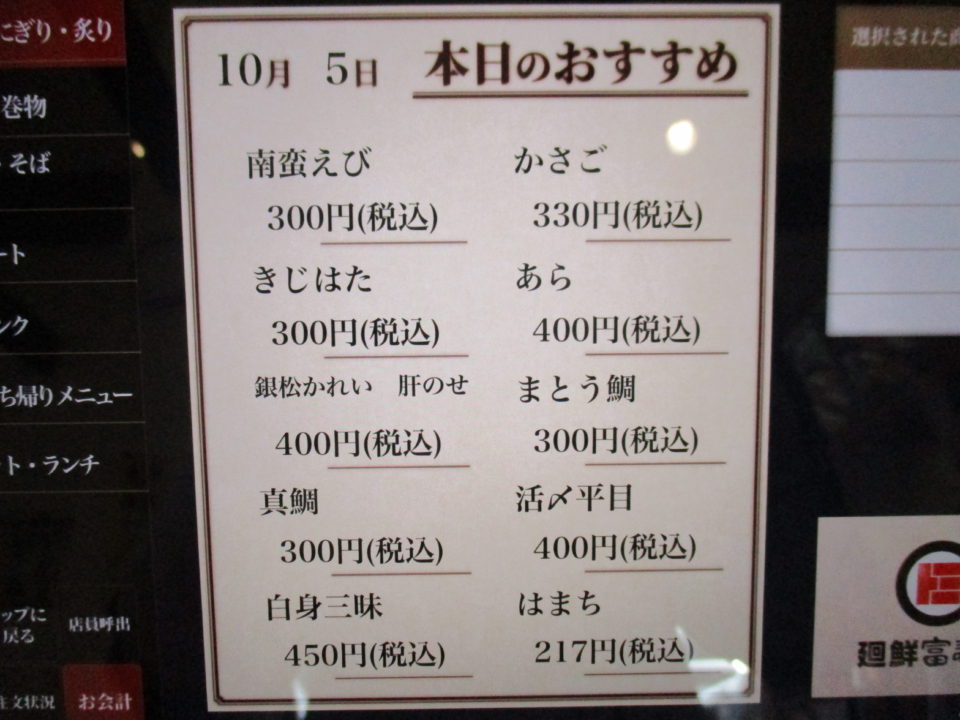 にぎり・炙り
巻物
・そば
ート
ンク
ち帰りメニュー
ト・ランチ
ップに
戻る
店員呼出
注文状況
お会計
10月 5日 本日のおすすめ
南蛮えび
300円(税込)
かさご
330円(税込)
きじはた
300円(税込)
あら
400円(税込)
銀松かれい 肝のせ
400円(税込)
まとう鯛
300円(税込)
真鯛
300円(税込)
活〆平目
400円(税込)
白身三昧
450円(税込)
はまち
217円(税込)
選択された
廻鮮富